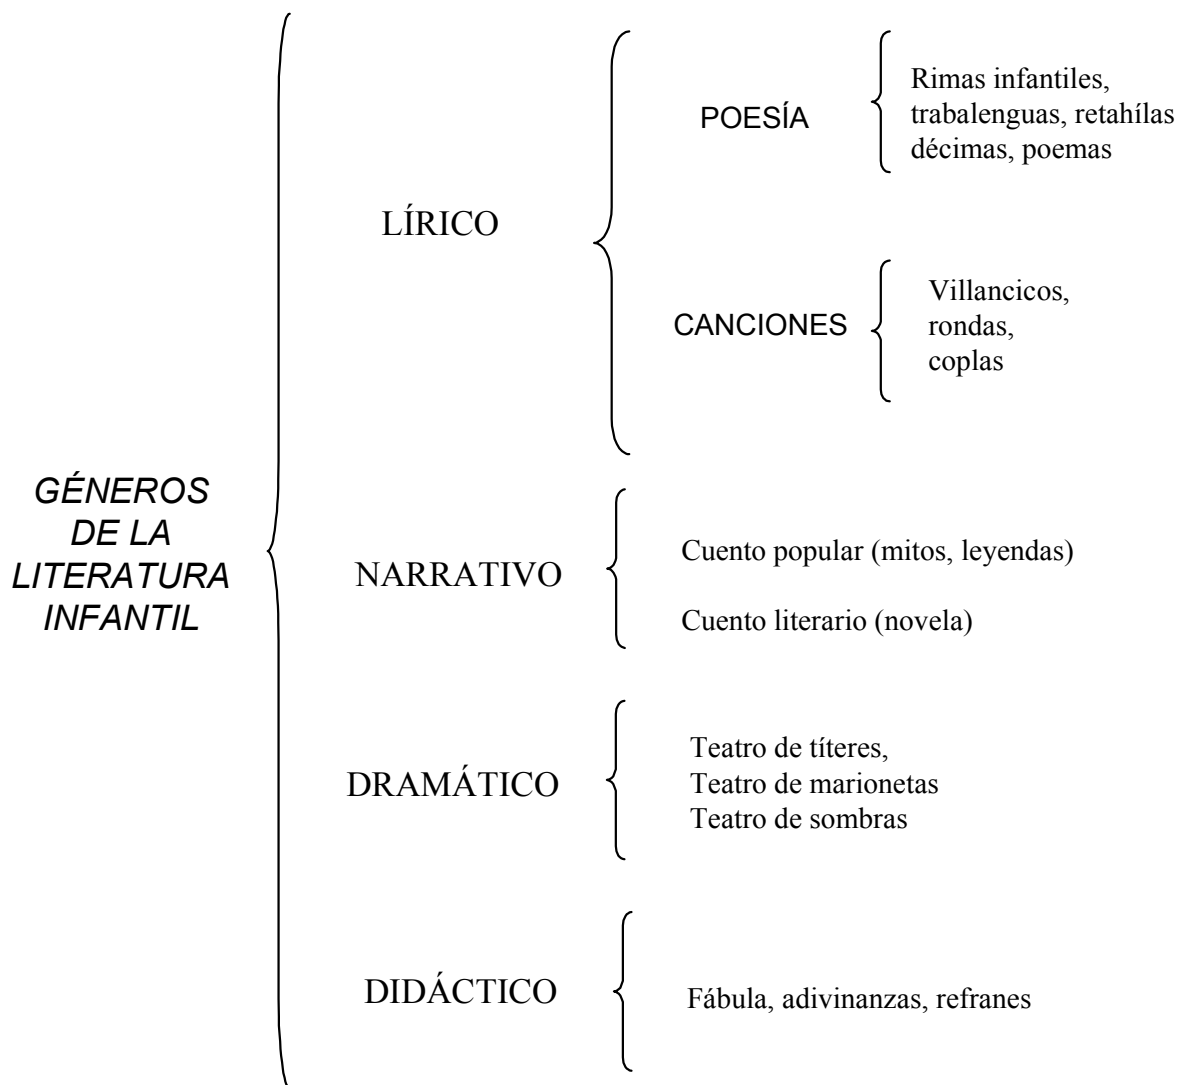 GÉNEROS
DE LA
LITERATURA
INFANTIL
LÍRICO
POESÍA
Rimas infantiles,
trabalenguas, retahílas
décimas, poemas
CANCIONES
Villancicos,
rondas,
coplas
NARRATIVO
Cuento popular (mitos, leyendas)
Cuento literario (novela)
DRAMÁTICO
Teatro de títeres,
Teatro de marionetas
Teatro de sombras
DIDÁCTICO
Fábula, adivinanzas, refranes